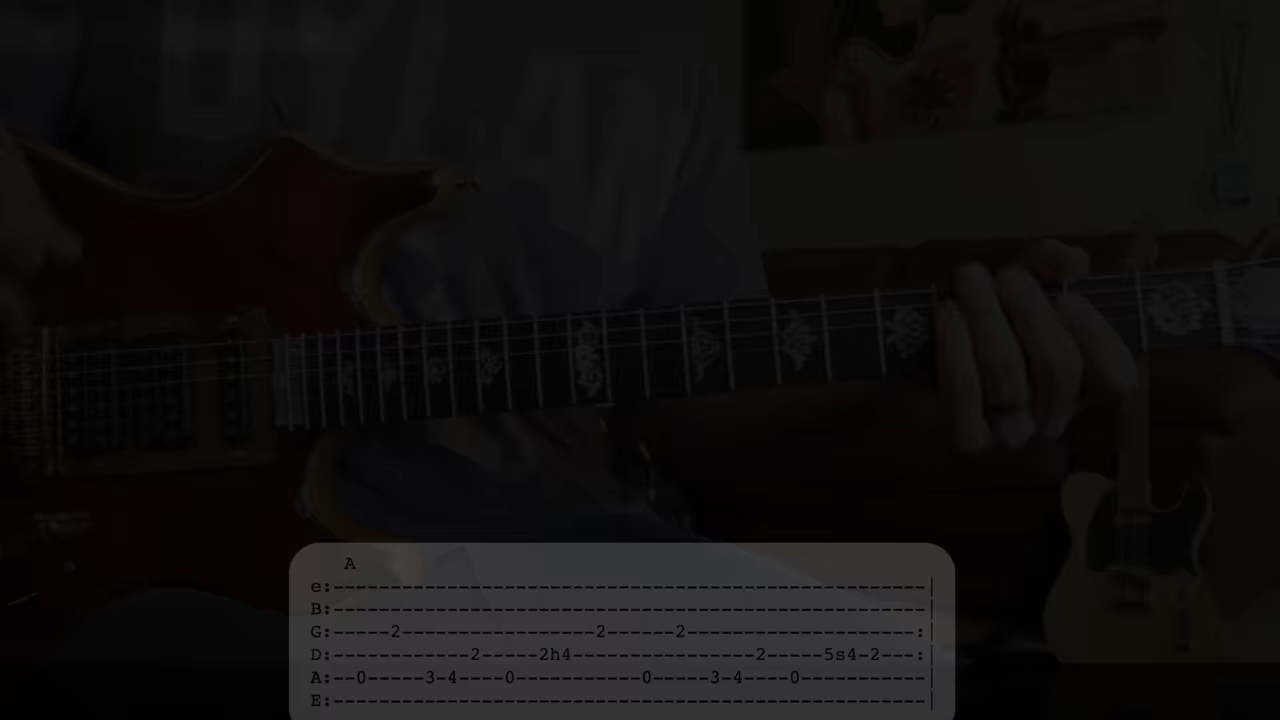 A
e:----------------------------------------------------|
B:----------------------------------------------------|
G:-----2-----------------2------2--------------------:|
D:------------2-----2h4----------------2-----5s4-2---:|
A:--0-----3-4----0-----------0-----3-4----0-----------|
E:----------------------------------------------------|